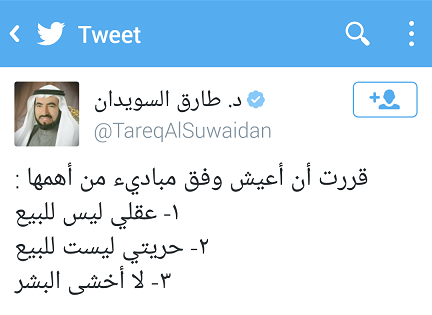 Tweet
د. طارق السويدان
@TareqAlSuwaidan
قررت أن أعيش وفق مباديء من أهمها :
١- عقلي ليس للبيع
٢- حريتي ليست للبيع
٣- لا أخشى البشر